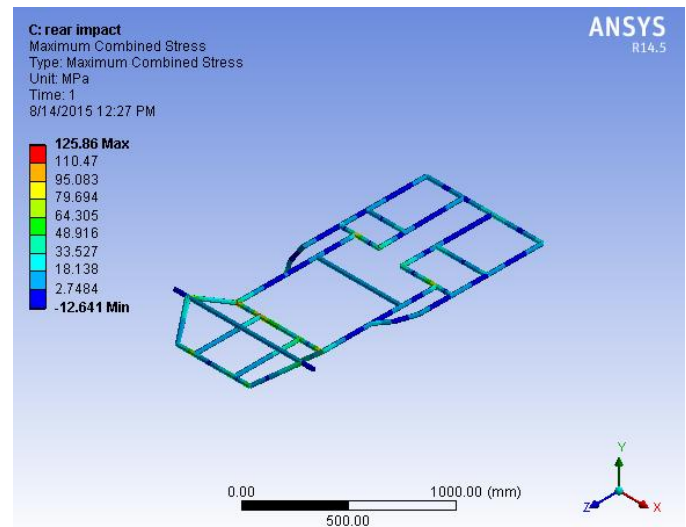 C: rear impact
Maximum Combined Stress
Type: Maximum Combined Stress
Unit: MPa
Time: 1
8/14/2015 12:27 PM
ANSYS
R14.5
125.86 Max
110.47
95.083
79.694
64.305
48.916
33.527
18.138
2.7484
-12.641 Min
0.00 1000.00 (mm)
500.00
Y
Z X